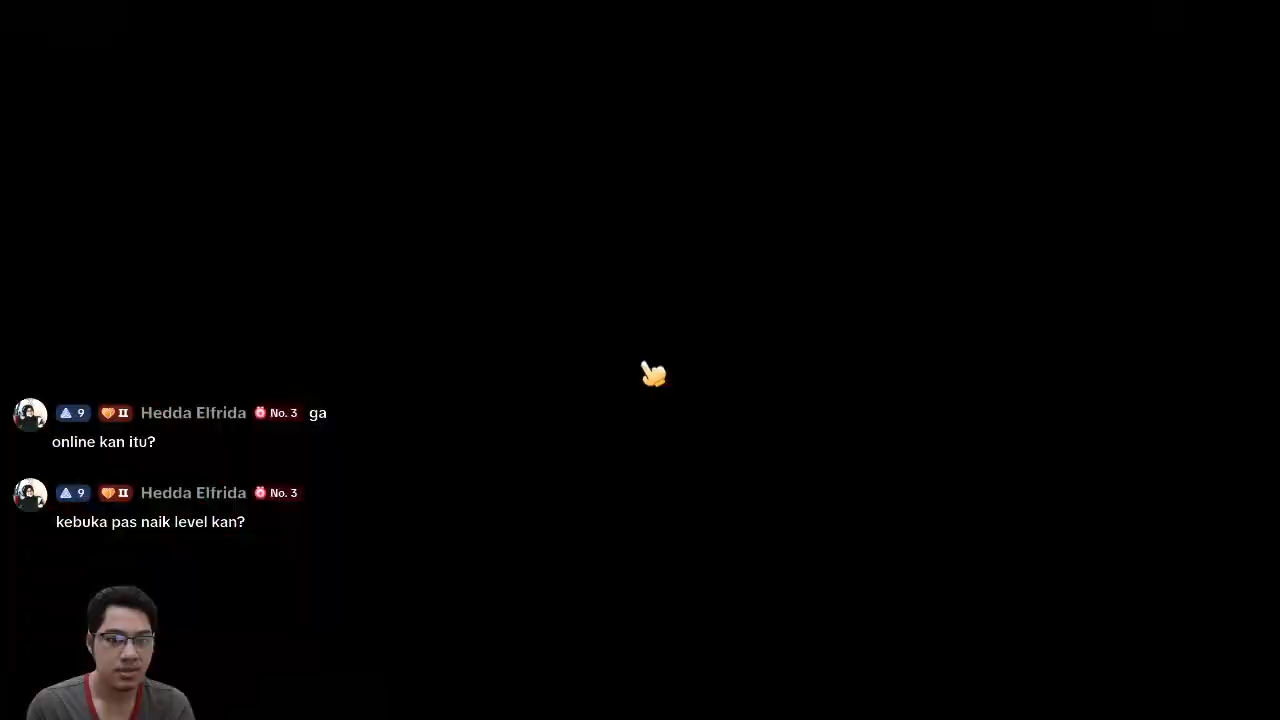 9 II Hedda Elfrida No. 3 ga
online kan itu?
9 II Hedda Elfrida No. 3
kebuka pas naik level kan?